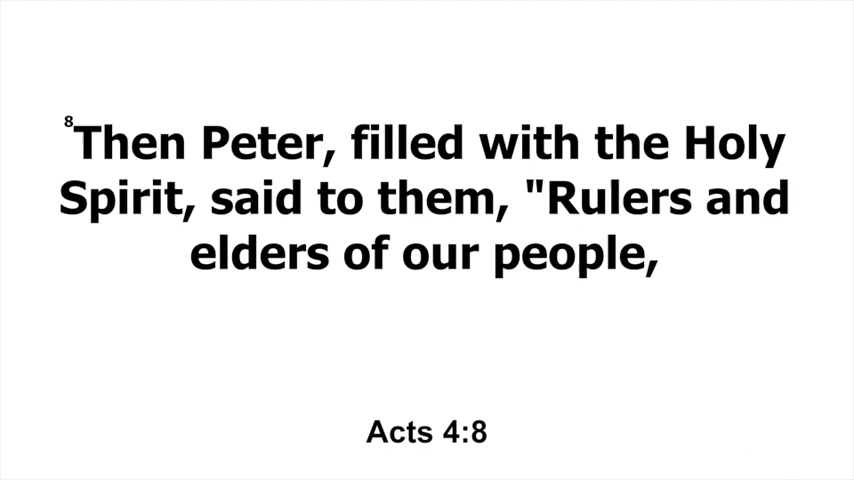 8Then Peter, filled with the Holy
Spirit, said to them, "Rulers and
elders of our people,
Acts 4:8